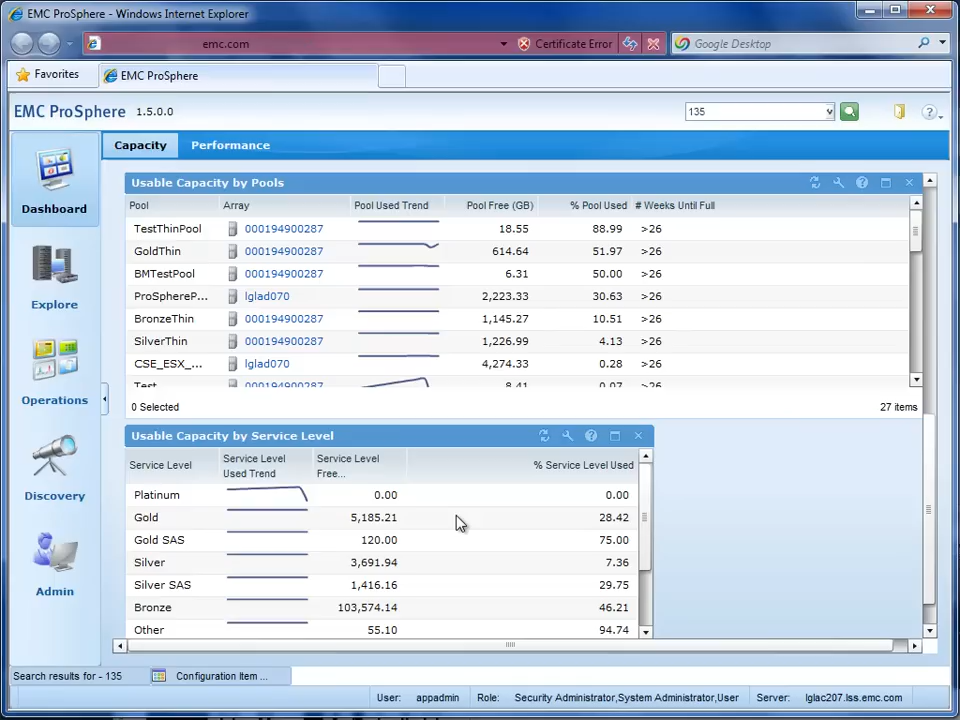 EMC ProSphere - Windows Internet Explorer
emc.com
Certificate Error
Google Desktop
Favorites
EMC ProSphere
EMC ProSphere 1.5.0.0
135
Capacity
Performance
Dashboard
Explore
Operations
Discovery
Admin
Usable Capacity by Pools
Pool Array Pool Used Trend Pool Free (GB) % Pool Used # Weeks Until Full
TestThinPool 000194900287 18.55 88.99 >26
GoldThin 000194900287 614.64 51.97 >26
BMTestPool 000194900287 6.31 50.00 >26
ProSphereP... lglad070 2,223.33 30.63 >26
BronzeThin 000194900287 1,145.27 10.51 >26
SilverThin 000194900287 1,226.99 4.13 >26
CSE_ESX_... lglad070 4,274.33 0.28 >26
Test 000194900287 8.41 0.07 >26
0 Selected 27 items
Usable Capacity by Service Level
Service Level Service Level Used Trend Service Level Free... % Service Level Used
Platinum 0.00 0.00
Gold 5,185.21 28.42
Gold SAS 120.00 75.00
Silver 3,691.94 7.36
Silver SAS 1,416.16 29.75
Bronze 103,574.14 46.21
Other 55.10 94.74
Search results for - 135 Configuration Item ...
User: appadmin Role: Security Administrator,System Administrator,User Server: lglac207.lss.emc.com